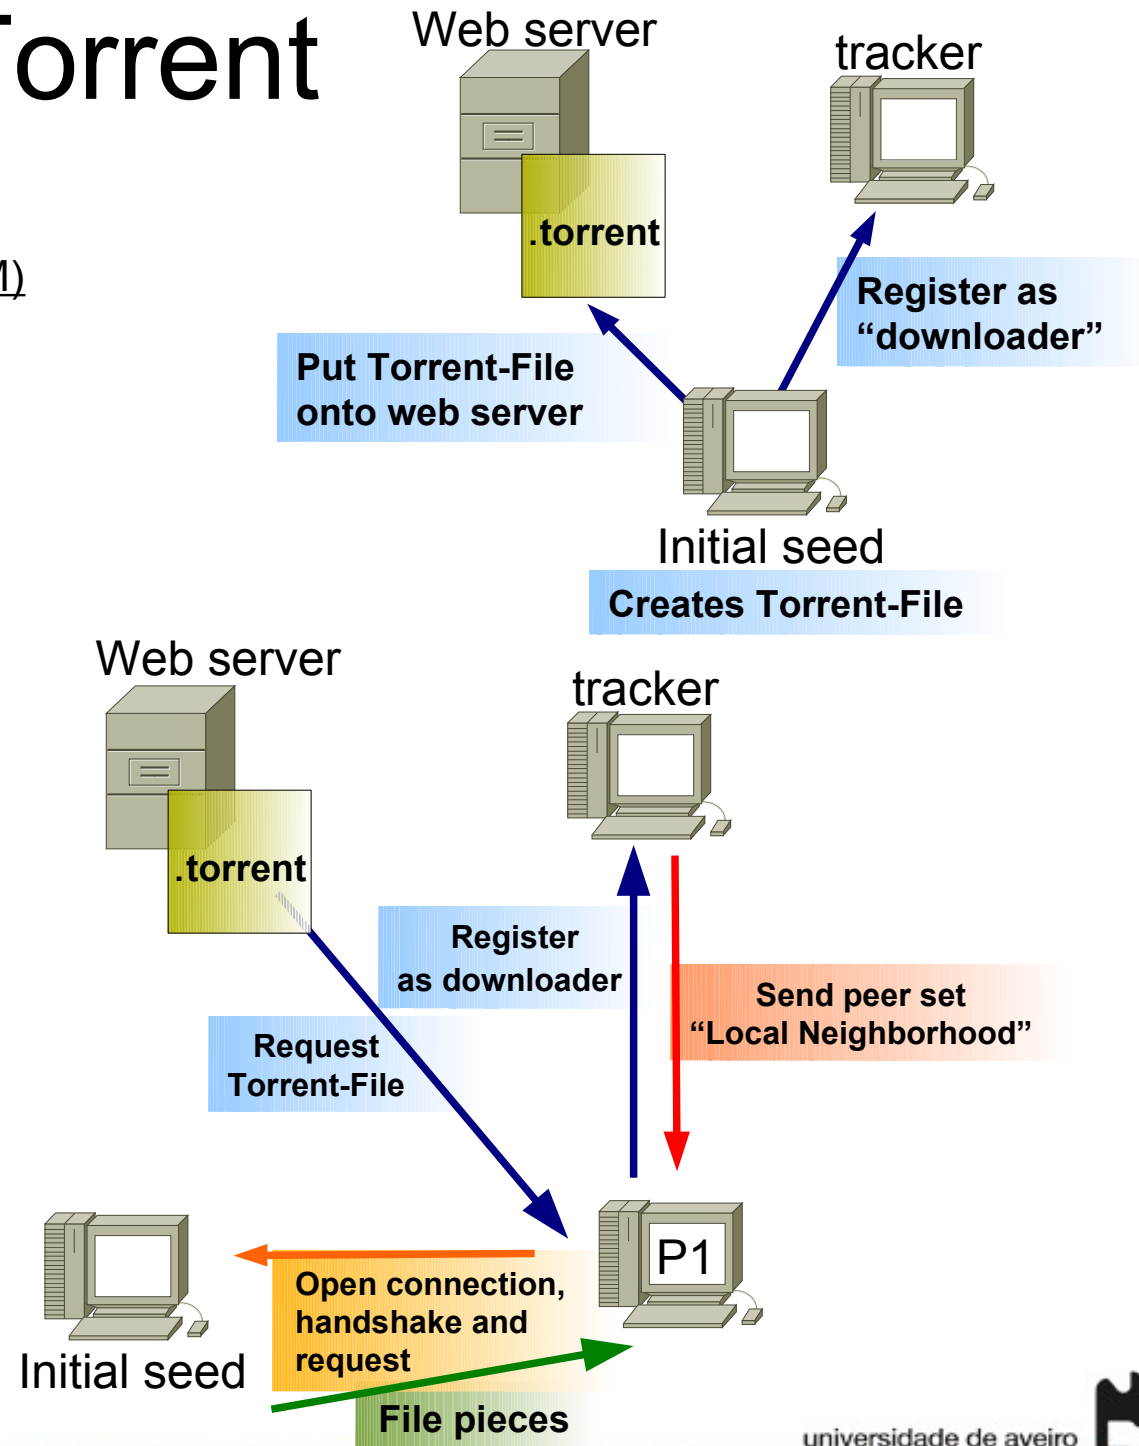 Torrent
Web server
tracker
.torrent
Register as
“downloader”
Put Torrent-File
onto web server
Initial seed
Creates Torrent-File
Web server
tracker
.torrent
Register
as downloader
Send peer set
“Local Neighborhood”
Request
Torrent-File
P1
Open connection,
handshake and
request
Initial seed
File pieces
universidade de aveiro